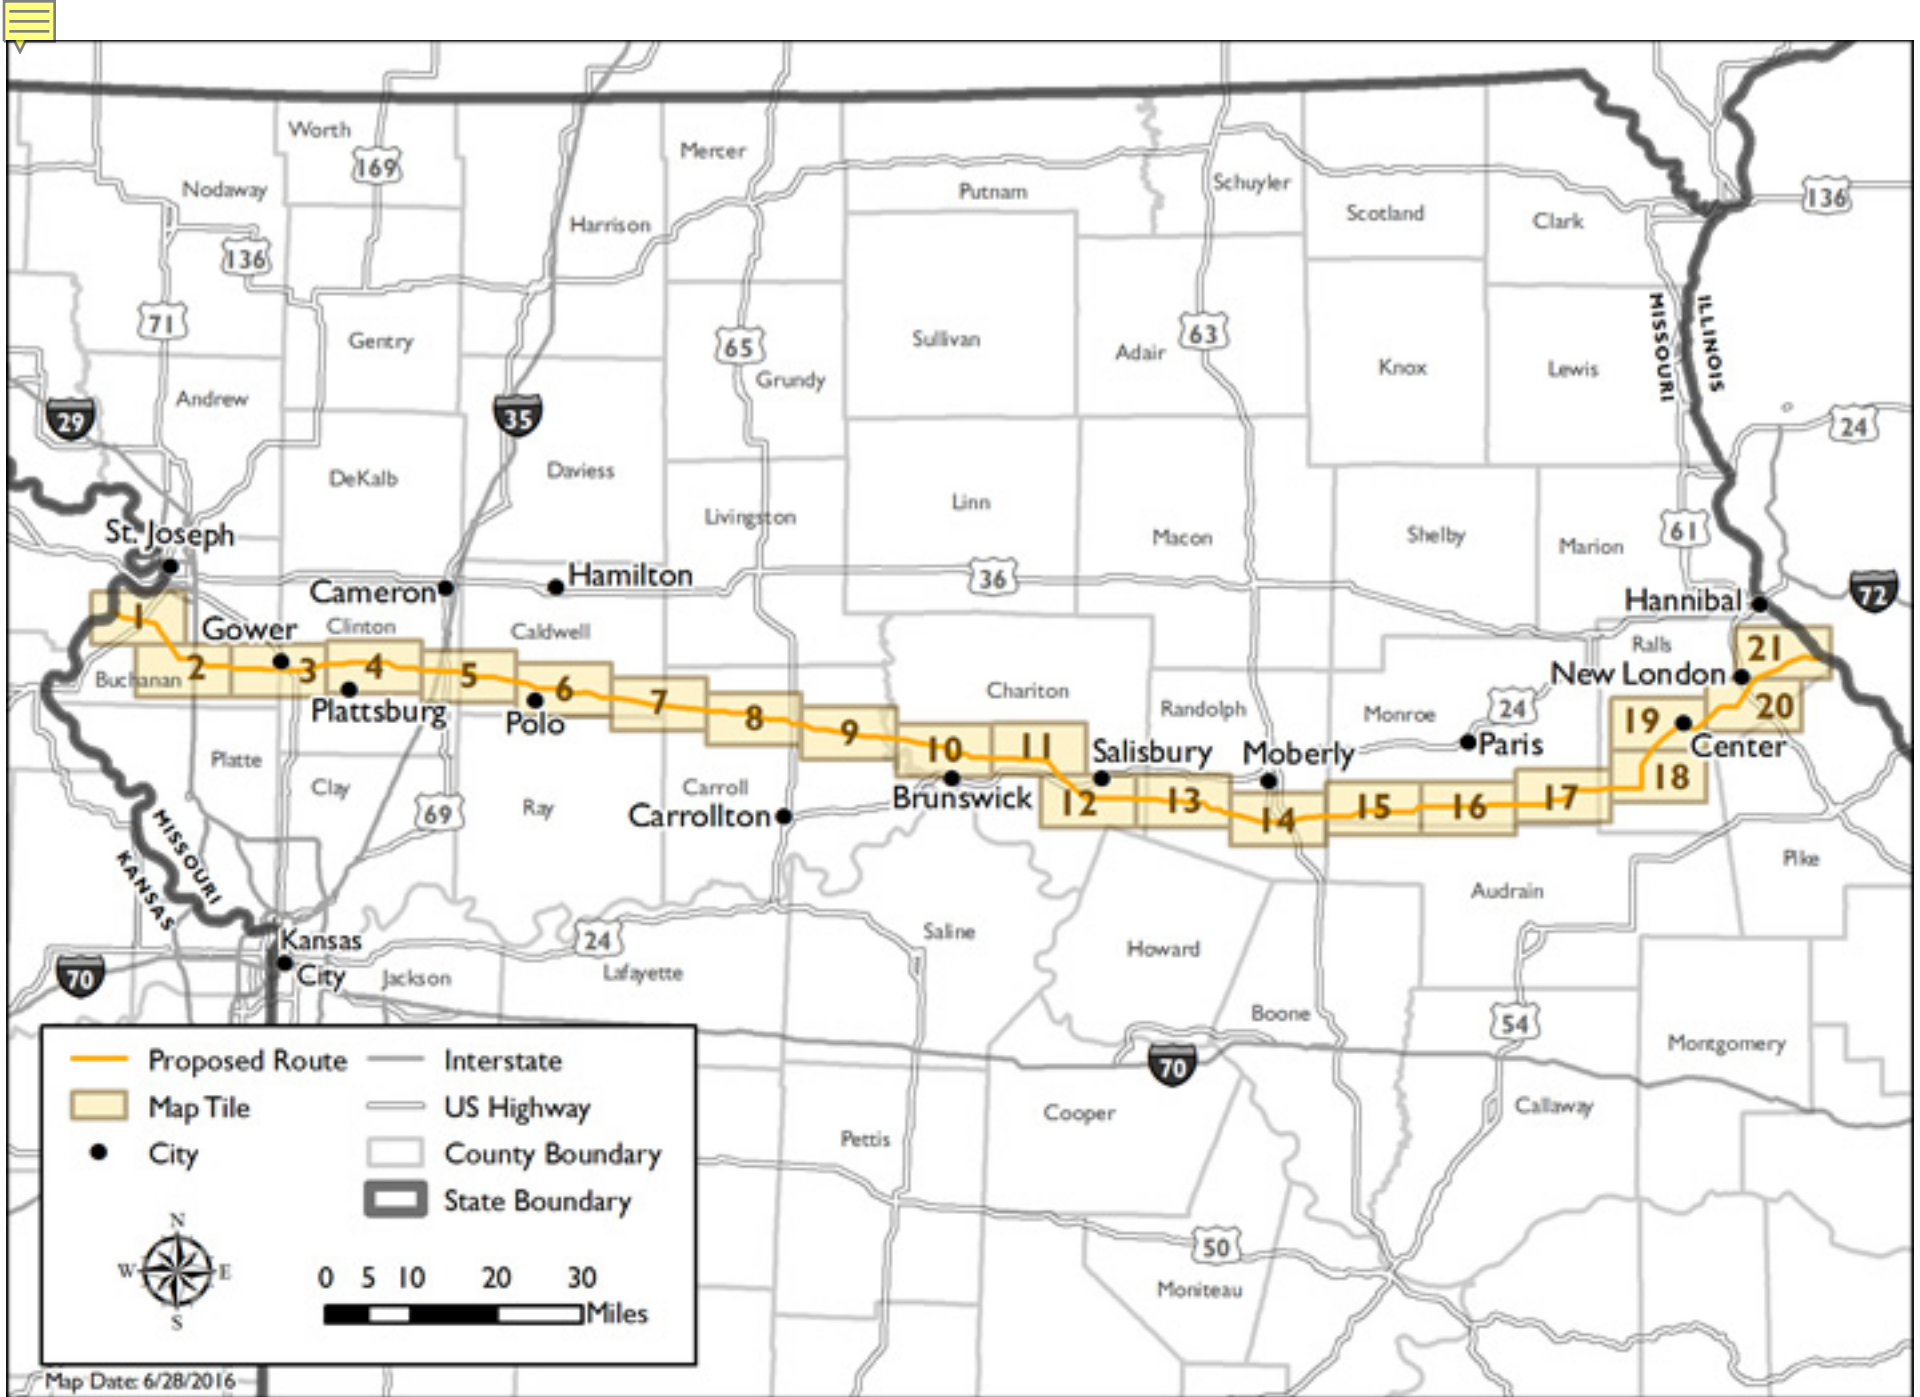 Worth
169
Mercer
Nodaway
Putnam
Schuyler
136
Harrison
Scotland
Clark
136
71
Gentry
65
Sullivan
Adair
63
MISSOURI
ILLINOIS
Grundy
Knox
Lewis
Andrew
29
35
24
DeKalb
Daviess
Livingston
Linn
Macon
Shelby
Marion
61
St. Joseph
Cameron
Hamilton
36
Hannibal
72
1
Gower
Clinton
Caldwell
Ralls
21
Buchanan
2
3
4
5
6
7
8
9
10
11
12
13
14
15
16
17
18
19
20
New London
Plattsburg
Polo
Chariton
Randolph
Monroe
24
Paris
Center
Salisbury
Moberly
Platte
Clay
69
Ray
Carroll
Carrollton
Brunswick
MISSOURI
KANSAS
Pike
Audrain
Kansas
City
24
Saline
Howard
70
Jackson
Lafayette
Boone
54
Montgomery
70
Cooper
Callaway
Pettis
50
Moniteau
Proposed Route
Interstate
Map Tile
US Highway
City
County Boundary
State Boundary
N
W E
S
0 5 10 20 30
Miles
Map Date: 6/28/2016